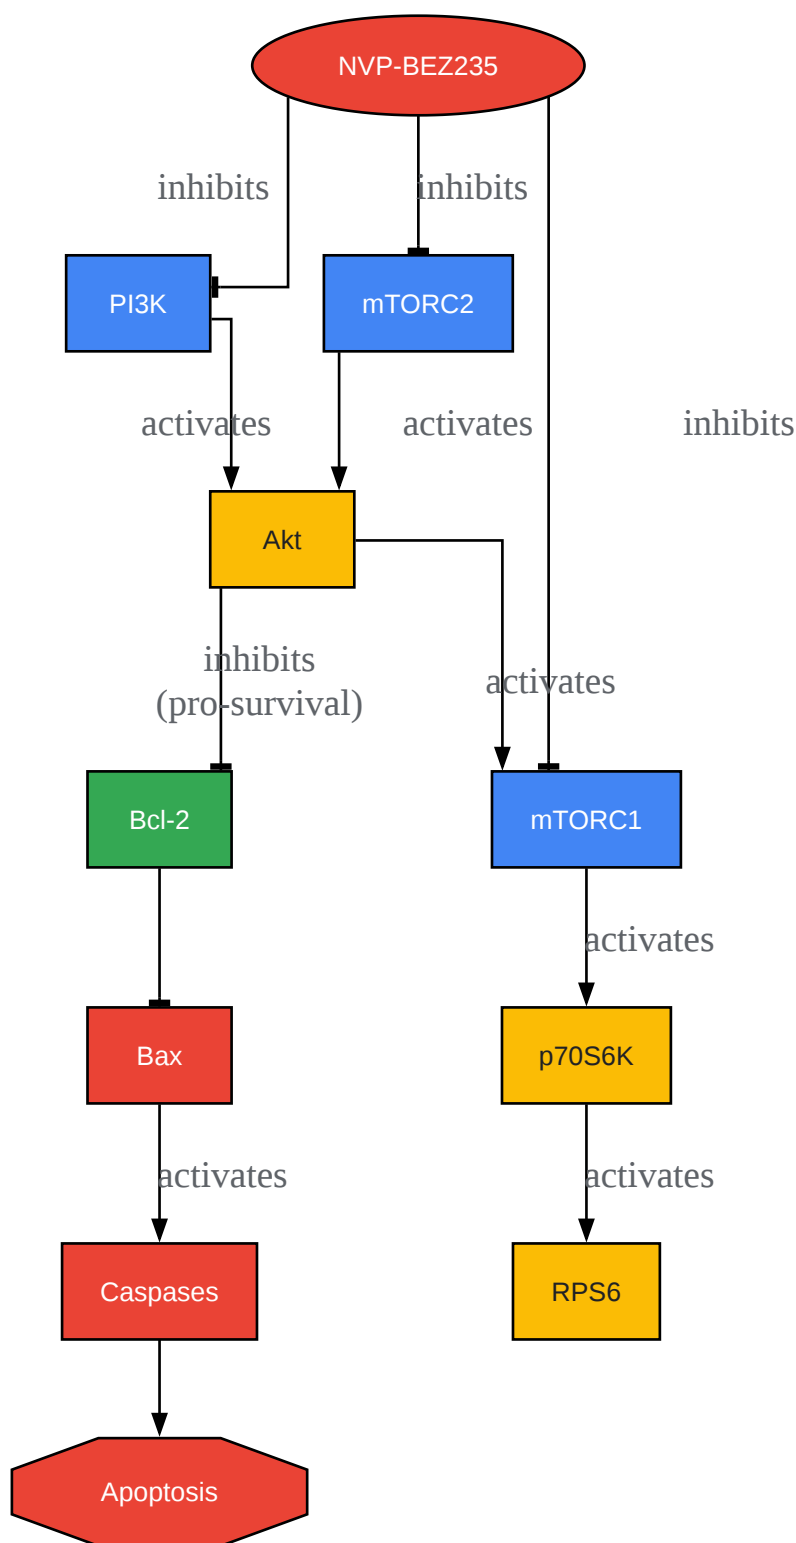 NVP-BEZ235
inhibits
inhibits
PI3K
mTORC2
activates
activates
inhibits
Akt
inhibits
(pro-survival)
activates
Bcl-2
mTORC1
activates
Bax
p70S6K
activates
activates
Caspases
RPS6
Apoptosis